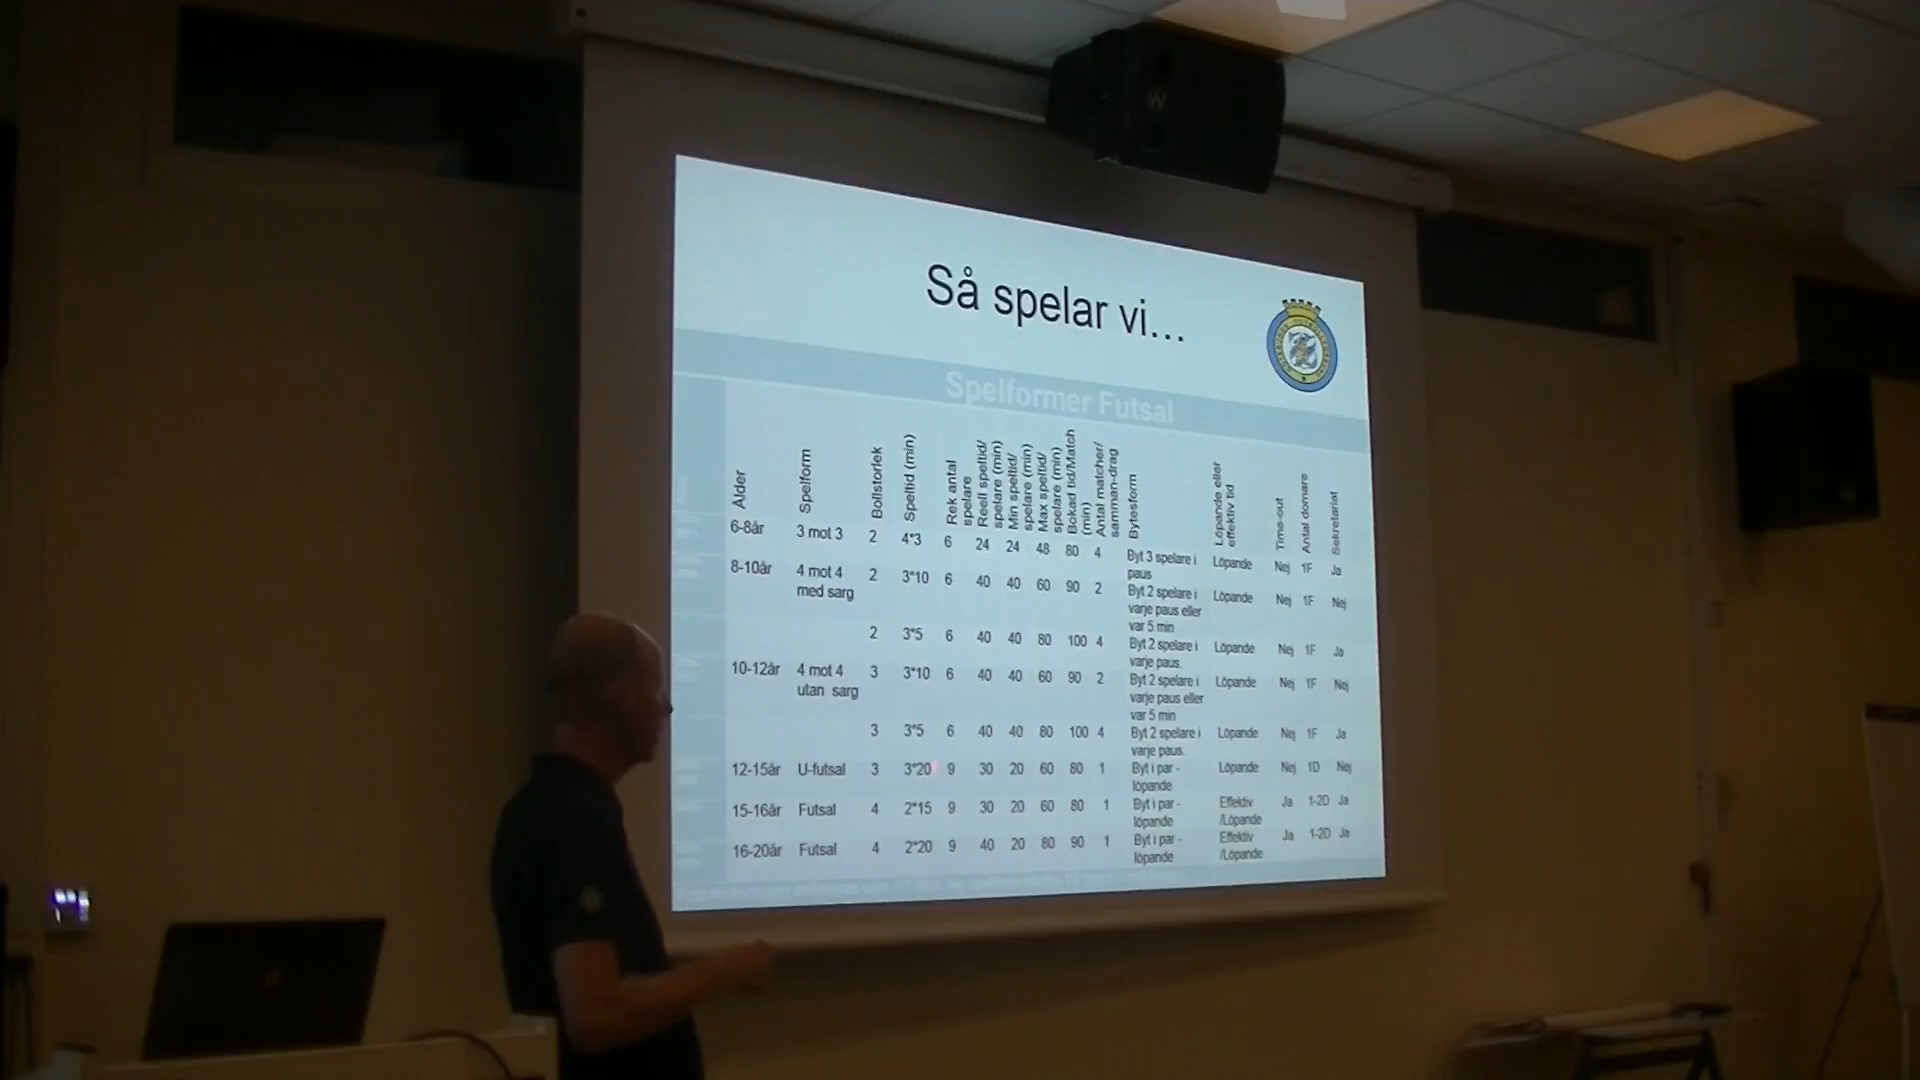 Så spelar vi...
Spelformer Futsal
Ålder
Spelform
Bollstorlek
Speltid (min)
Rek antal
spelare
Reell speltid/
spelare (min)
Min speltid/
spelare (min)
Max speltid/
spelare (min)
Bokad tid/Match
(min)
Antal matcher/
samman-drag
Bytesform
Löpande eller
effektiv tid
Time-out
Antal domare
Sekretariat
6-8år 3 mot 3 2 4*3 6 24 24 48 80 4 Byt 3 spelare i Löpande Nej 1F Ja
paus
8-10år 4 mot 4 2 3*10 6 40 40 60 90 2 Byt 2 spelare i Löpande Nej 1F Nej
med sarg varje paus eller
var 5 min
2 3*5 6 40 40 80 100 4 Byt 2 spelare i Löpande Nej 1F Ja
varje paus.
10-12år 4 mot 4 3 3*10 6 40 40 60 90 2 Byt 2 spelare i Löpande Nej 1F Nej
utan sarg varje paus eller
var 5 min
3 3*5 6 40 40 80 100 4 Byt 2 spelare i Löpande Nej 1F Ja
varje paus.
12-15år U-futsal 3 3*20 9 30 20 60 80 1 Byt i par - Löpande Nej 1D Nej
löpande
15-16år Futsal 4 2*15 9 30 20 60 80 1 Byt i par - Effektiv Ja 1-2D Ja
löpande /Löpande
16-20år Futsal 4 2*20 9 40 20 80 90 1 Byt i par - Effektiv Ja 1-2D Ja
löpande /Löpande